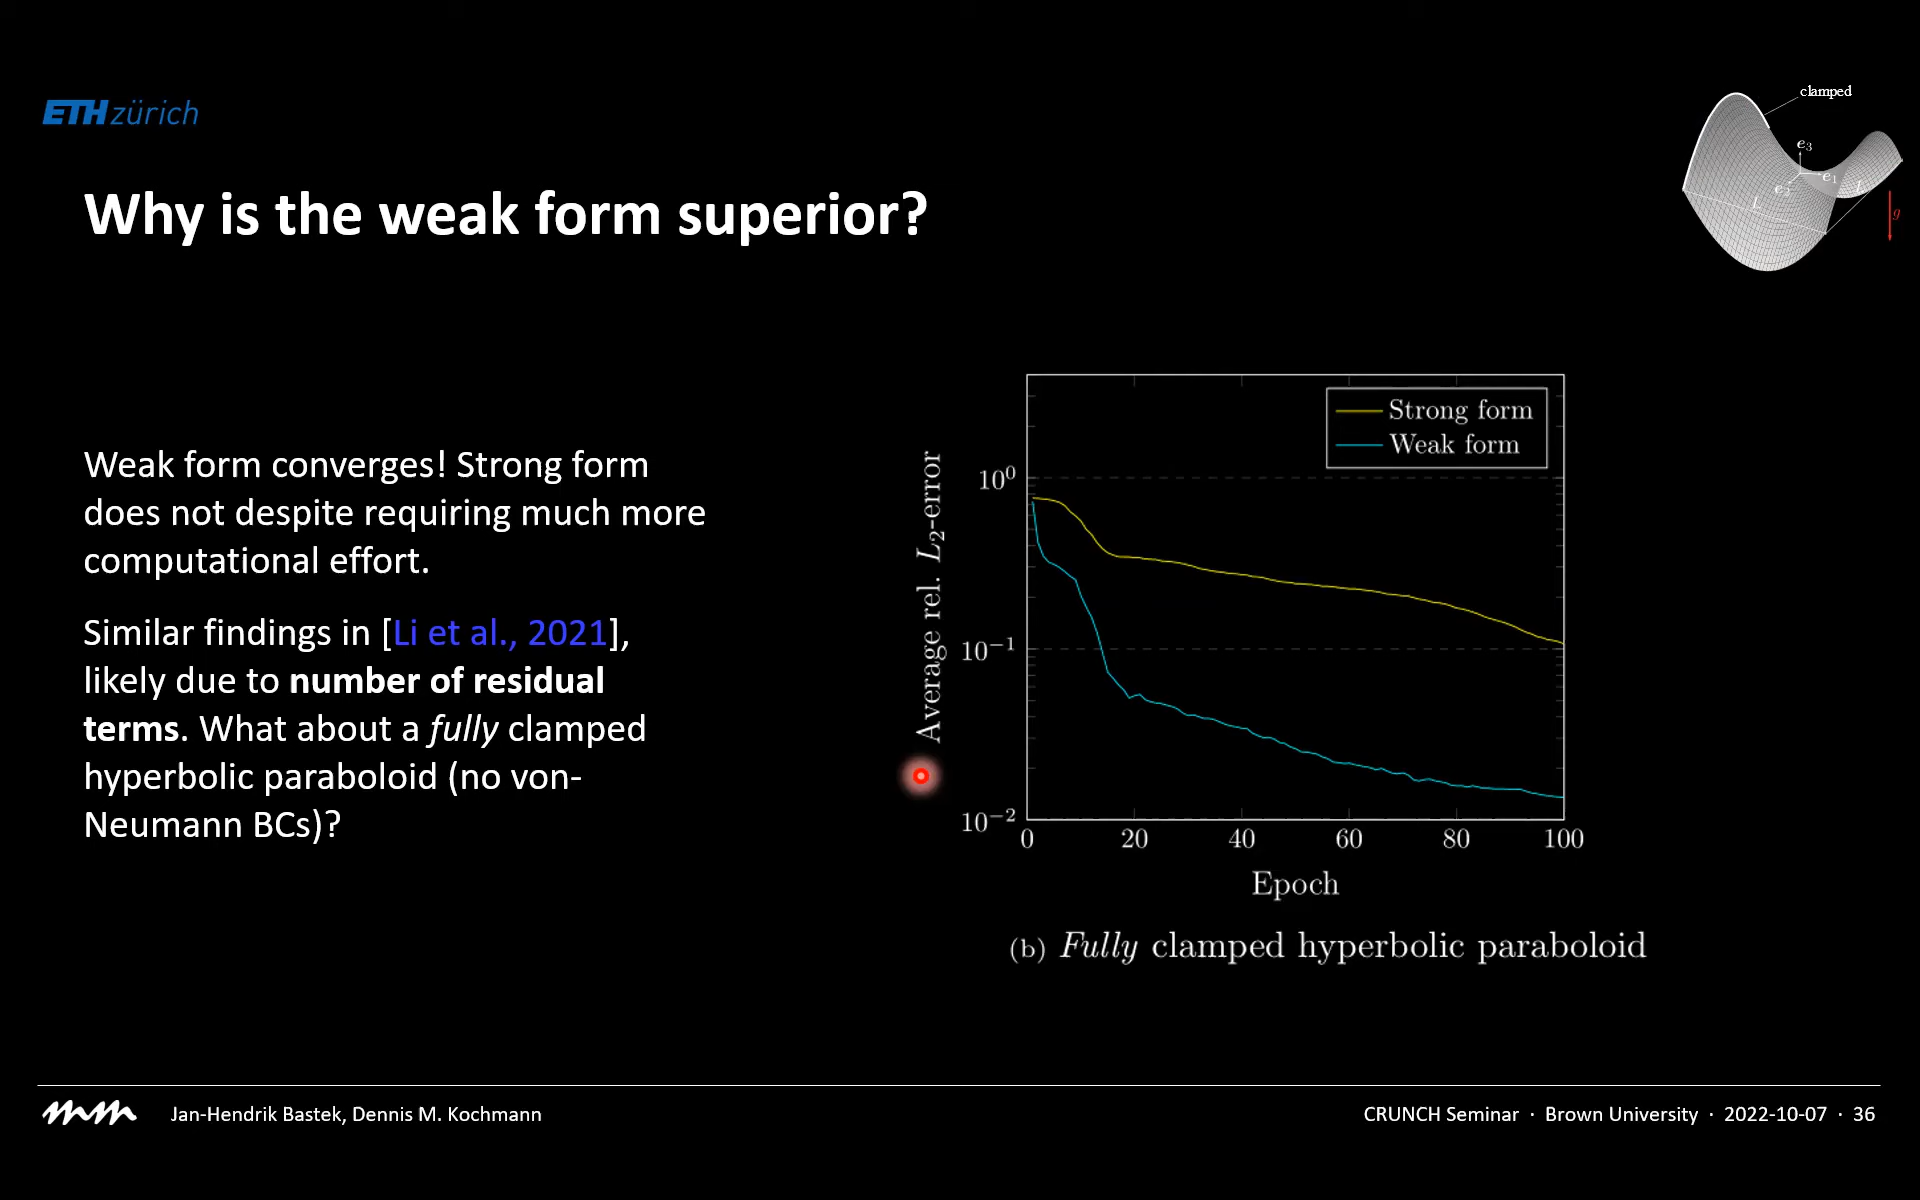 ETH zürich
clamped
e3
e2
e1
L
L
g
Why is the weak form superior?
Weak form converges! Strong form
does not despite requiring much more
computational effort.
Similar findings in [Li et al., 2021],
likely due to number of residual
terms. What about a fully clamped
hyperbolic paraboloid (no von-
Neumann BCs)?
Strong form
Weak form
Average rel. L2-error
10^0
10^−1
10^−2
0 20 40 60 80 100
Epoch
(b) Fully clamped hyperbolic paraboloid
Jan-Hendrik Bastek, Dennis M. Kochmann
CRUNCH Seminar · Brown University · 2022-10-07 · 36